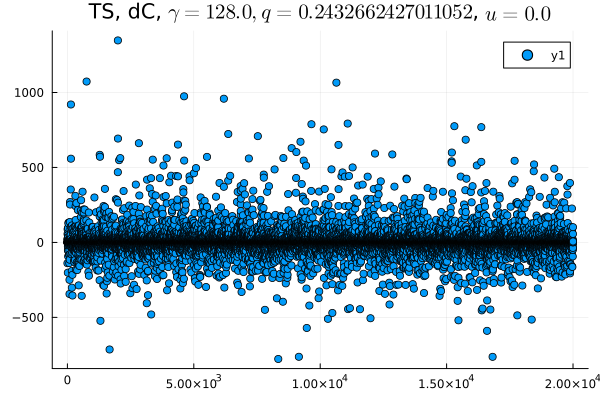 TS, dC, γ = 128.0, q = 0.2432662427011052, u = 0.0
y1
1000
500
0
−500
0 5.00×10³ 1.00×10⁴ 1.50×10⁴ 2.00×10⁴